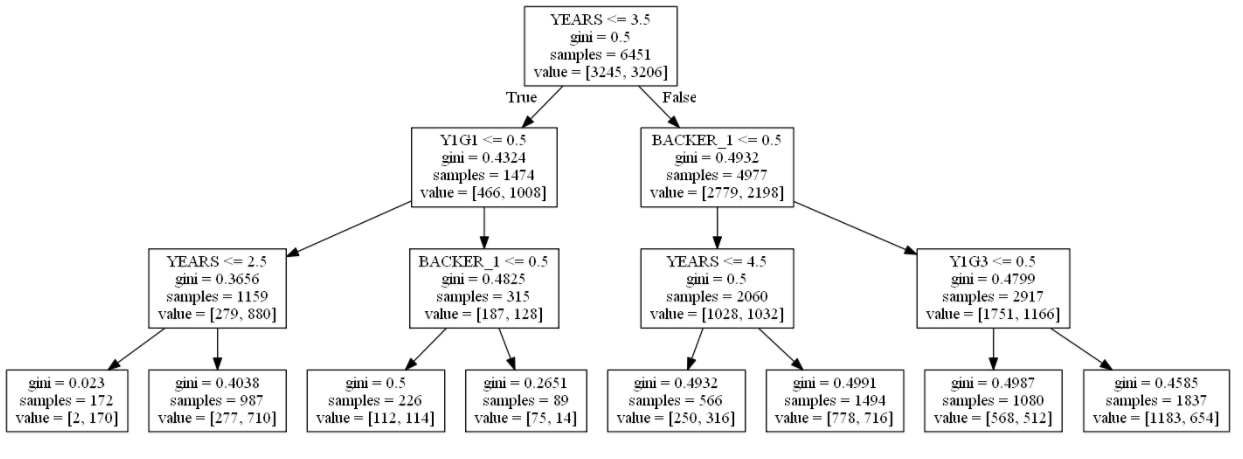 YEARS <= 3.5
gini = 0.5
samples = 6451
value = [3245, 3206]
True
False
Y1G1 <= 0.5
gini = 0.4324
samples = 1474
value = [466, 1008]
BACKER_1 <= 0.5
gini = 0.4932
samples = 4977
value = [2779, 2198]
YEARS <= 2.5
gini = 0.3656
samples = 1159
value = [279, 880]
BACKER_1 <= 0.5
gini = 0.4825
samples = 315
value = [187, 128]
YEARS <= 4.5
gini = 0.5
samples = 2060
value = [1028, 1032]
Y1G3 <= 0.5
gini = 0.4799
samples = 2917
value = [1751, 1166]
gini = 0.023
samples = 172
value = [2, 170]
gini = 0.4038
samples = 987
value = [277, 710]
gini = 0.5
samples = 226
value = [112, 114]
gini = 0.2651
samples = 89
value = [75, 14]
gini = 0.4932
samples = 566
value = [250, 316]
gini = 0.4991
samples = 1494
value = [778, 716]
gini = 0.4987
samples = 1080
value = [568, 512]
gini = 0.4585
samples = 1837
value = [1183, 654]